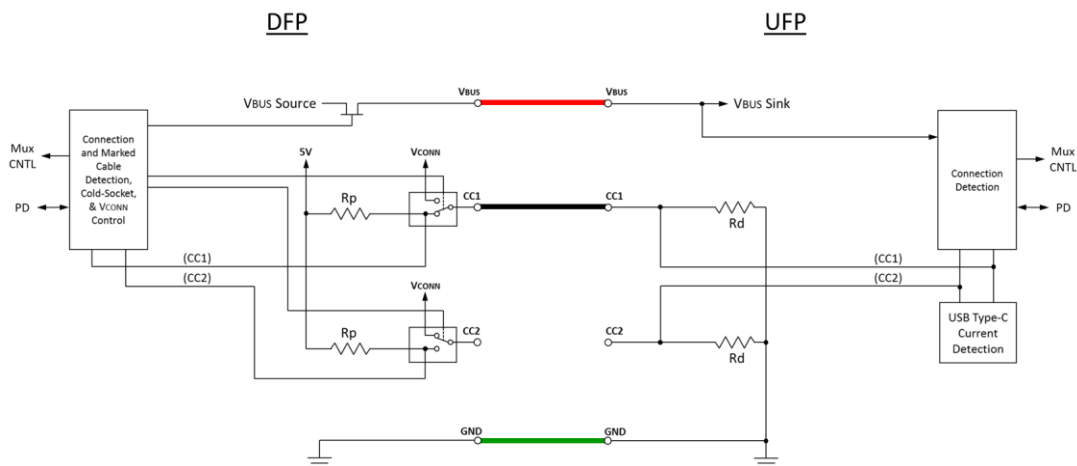 DFP
UFP
VBUS Source
VBUS
VBUS
VBUS Sink
Mux
CNTL
PD
Connection
and Marked
Cable
Detection,
Cold-Socket,
& VCONN
Control
5V
VCONN
Rp
CC1
CC1
Rd
Connection
Detection
Mux
CNTL
PD
(CC1)
(CC2)
(CC1)
(CC2)
VCONN
Rp
CC2
CC2
Rd
USB Type-C
Current
Detection
GND
GND